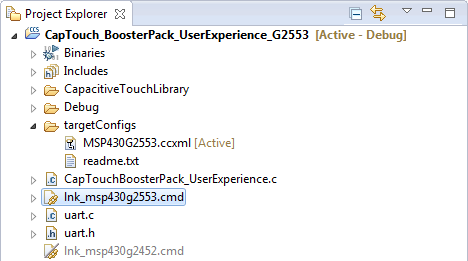 Project Explorer
CapTouch_BoosterPack_UserExperience_G2553 [Active - Debug]
Binaries
Includes
CapacitiveTouchLibrary
Debug
targetConfigs
MSP430G2553.ccxml [Active]
readme.txt
CapTouchBoosterPack_UserExperience.c
lnk_msp430g2553.cmd
uart.c
uart.h
lnk_msp430g2452.cmd